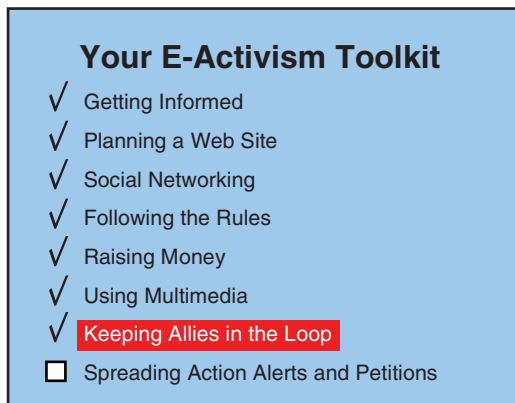 Your E-Activism Toolkit
√ Getting Informed
√ Planning a Web Site
√ Social Networking
√ Following the Rules
√ Raising Money
√ Using Multimedia
√ Keeping Allies in the Loop
☐ Spreading Action Alerts and Petitions